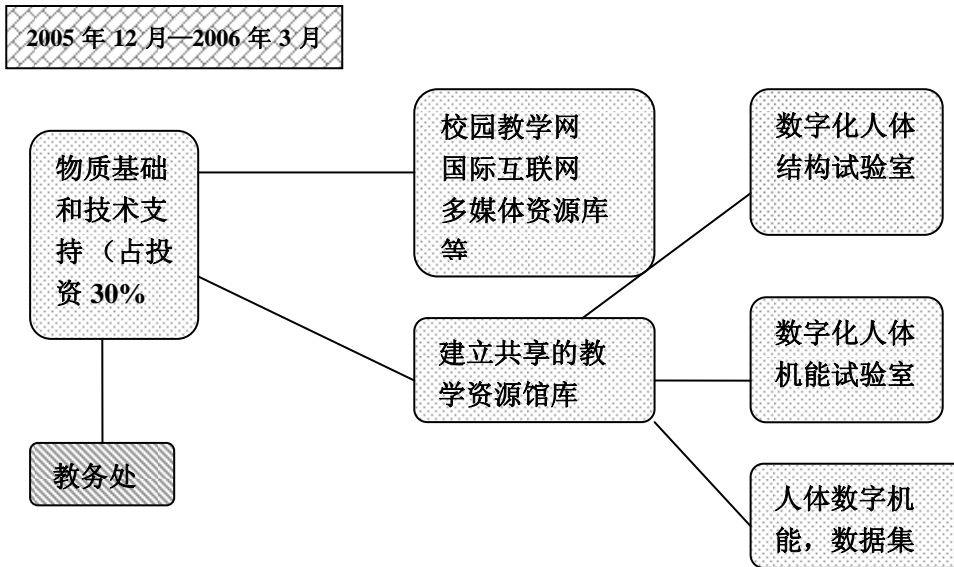 2005 年 12 月—2006 年 3 月
物质基础
和技术支
持 （占投
资 30%
教务处
校园教学网
国际互联网
多媒体资源库
等
建立共享的教
学资源馆库
数字化人体
结构试验室
数字化人体
机能试验室
人体数字机
能，数据集